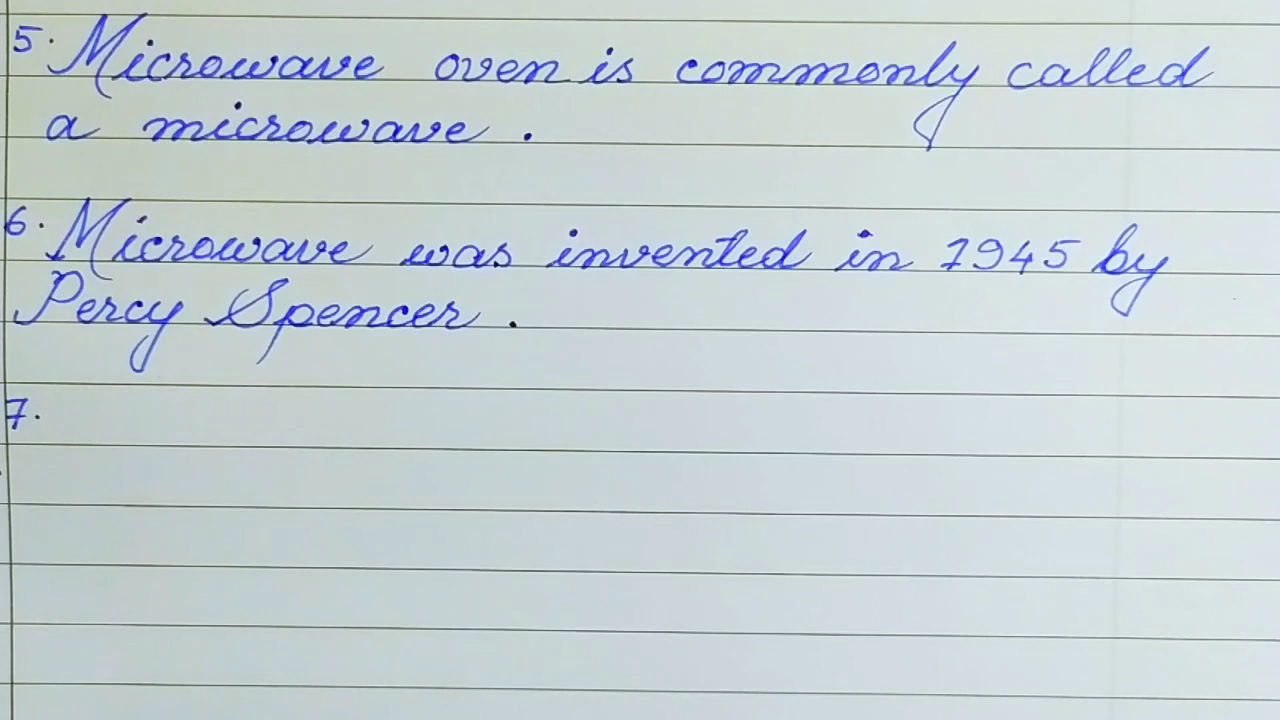 5. Microwave oven is commonly called
a microwave .
6. Microwave was invented in 1945 by
Percy Spencer .
7.